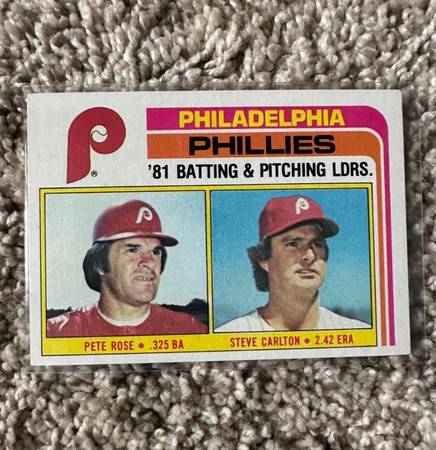 P
®
PHILADELPHIA
PHILLIES
'81 BATTING & PITCHING LDRS.
P
P
PETE ROSE • .325 BA
STEVE CARLTON • 2.42 ERA